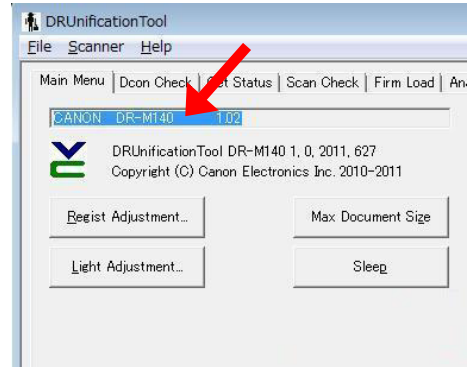 DRUnificationTool
File Scanner Help
Main Menu Dcon Check Get Status Scan Check Firm Load
CANON DR-M140 1.02
DRUnificationTool DR-M140 1, 0, 2011, 627
Copyright (C) Canon Electronics Inc. 2010-2011
Regist Adjustment... Max Document Size
Light Adjustment... Sleep